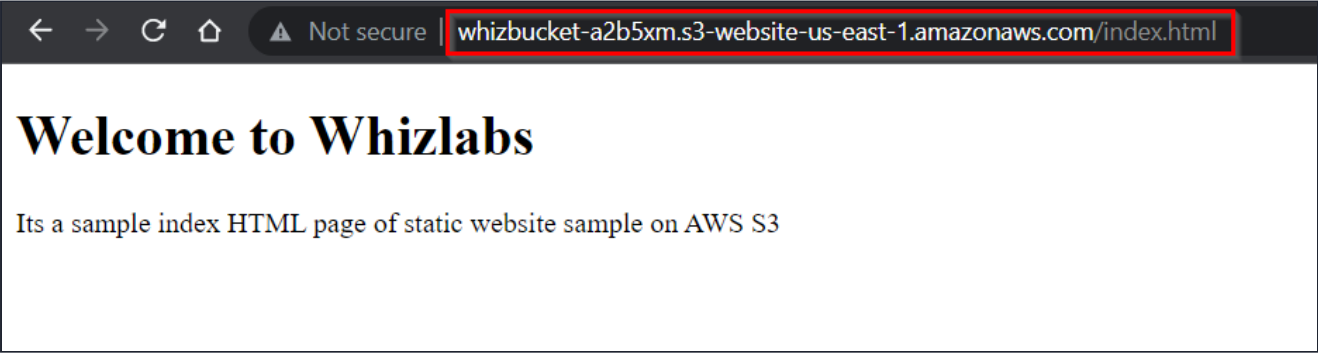 Not secure | whizbucket-a2b5xm.s3-website-us-east-1.amazonaws.com/index.html
Welcome to Whizlabs
Its a sample index HTML page of static website sample on AWS S3